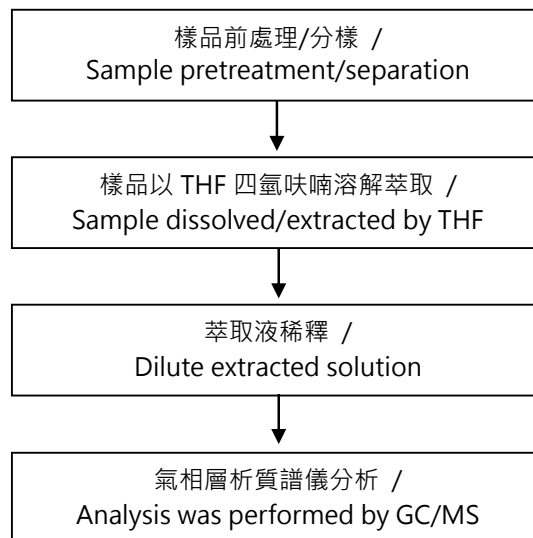 樣品前處理/分樣 /
Sample pretreatment/separation
樣品以 THF 四氫呋喃溶解萃取 /
Sample dissolved/extracted by THF
萃取液稀釋 /
Dilute extracted solution
氣相層析質譜儀分析 /
Analysis was performed by GC/MS